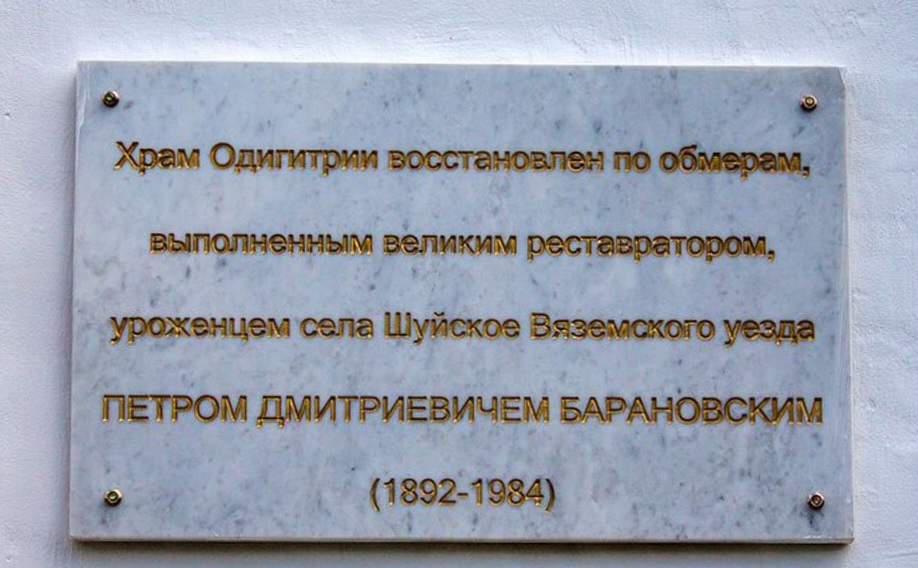 Храм Одигитрии восстановлен по обмерам,
выполненным великим реставратором,
уроженцем села Шуйское Вяземского уезда
ПЕТРОМ ДМИТРИЕВИЧЕМ БАРАНОВСКИМ
(1892-1984)